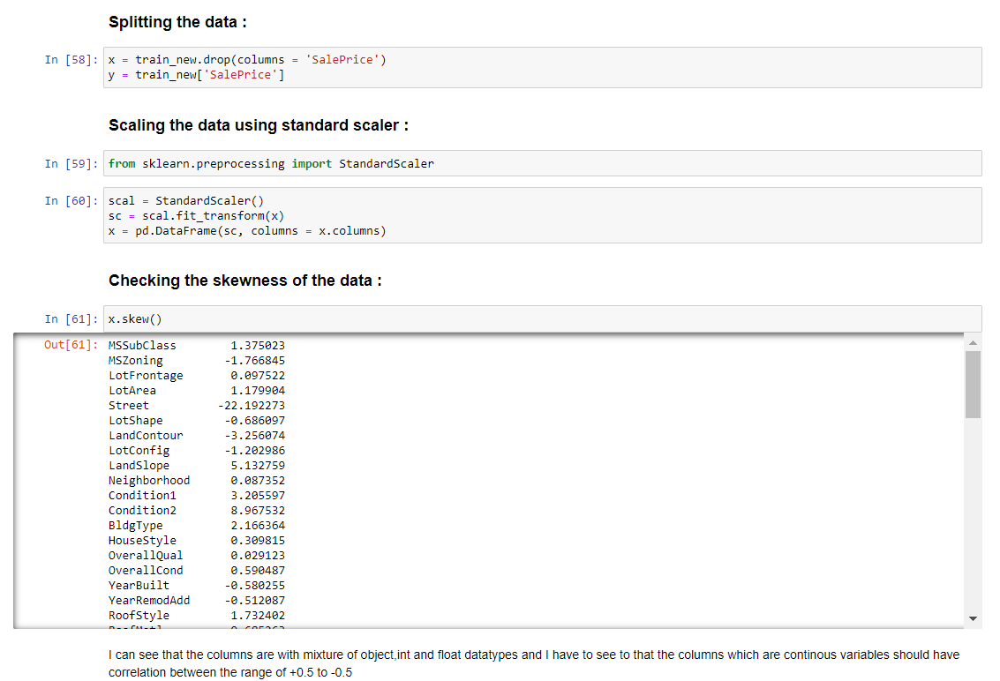 Splitting the data :
In [58]: x = train_new.drop(columns = 'SalePrice')
y = train_new['SalePrice']
Scaling the data using standard scaler :
In [59]: from sklearn.preprocessing import StandardScaler
In [60]: scal = StandardScaler()
sc = scal.fit_transform(x)
x = pd.DataFrame(sc, columns = x.columns)
Checking the skewness of the data :
In [61]: x.skew()
Out[61]: MSSubClass 1.375023
MSZoning -1.766845
LotFrontage 0.097522
LotArea 1.179904
Street -22.192273
LotShape -0.686097
LandContour -3.256074
LotConfig -1.202986
LandSlope 5.132759
Neighborhood 0.087352
Condition1 3.205597
Condition2 8.967532
BldgType 2.166364
HouseStyle 0.309815
OverallQual 0.029123
OverallCond 0.590487
YearBuilt -0.580255
YearRemodAdd -0.512087
RoofStyle 1.732402
I can see that the columns are with mixture of object,int and float datatypes and I have to see to that the columns which are continous variables should have
correlation between the range of +0.5 to -0.5